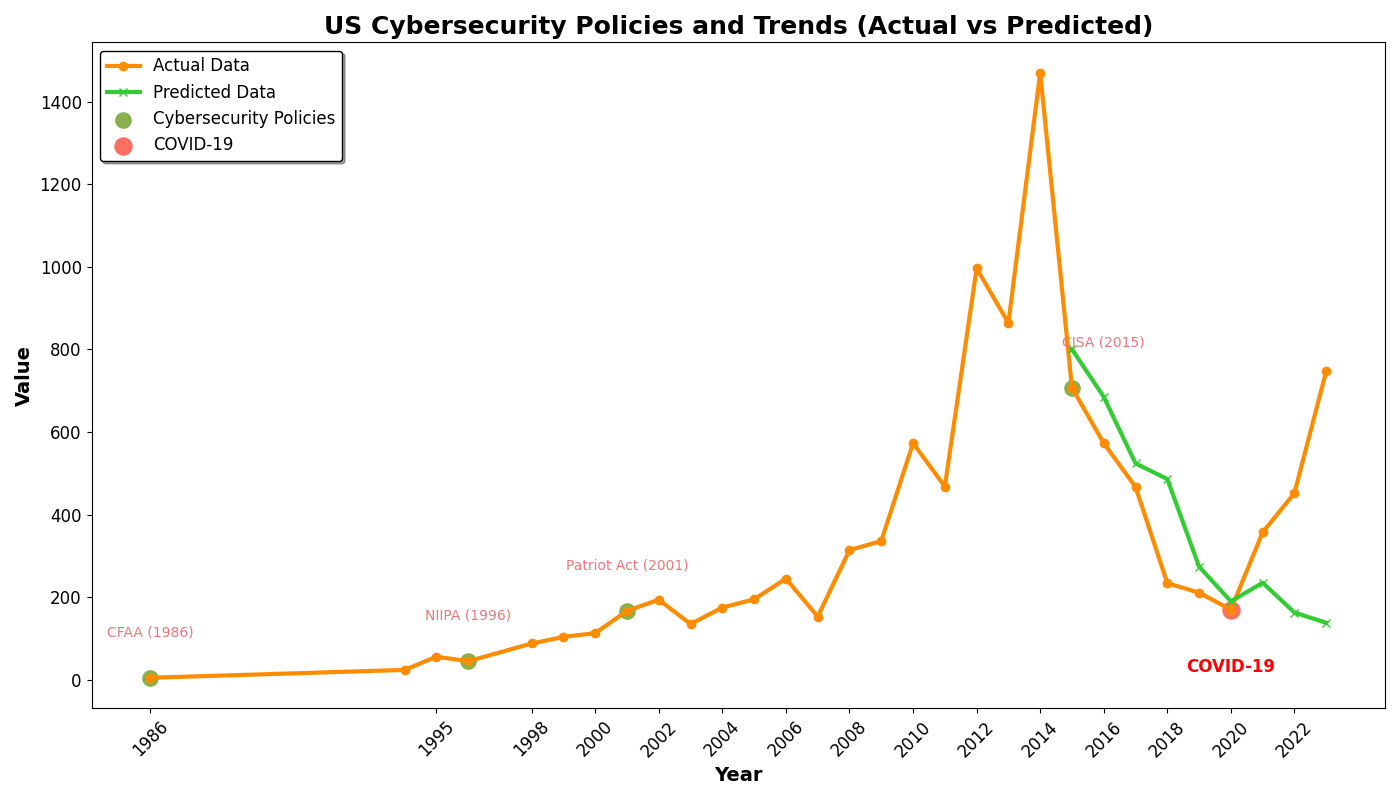 US Cybersecurity Policies and Trends (Actual vs Predicted)
Actual Data
Predicted Data
Cybersecurity Policies
COVID-19
Value
1400
1200
1000
800
600
400
200
0
CISA (2015)
Patriot Act (2001)
NIIPA (1996)
CFAA (1986)
COVID-19
1986
1995
1998
2000
2002
2004
2006
2008
2010
2012
2014
2016
2018
2020
2022
Year